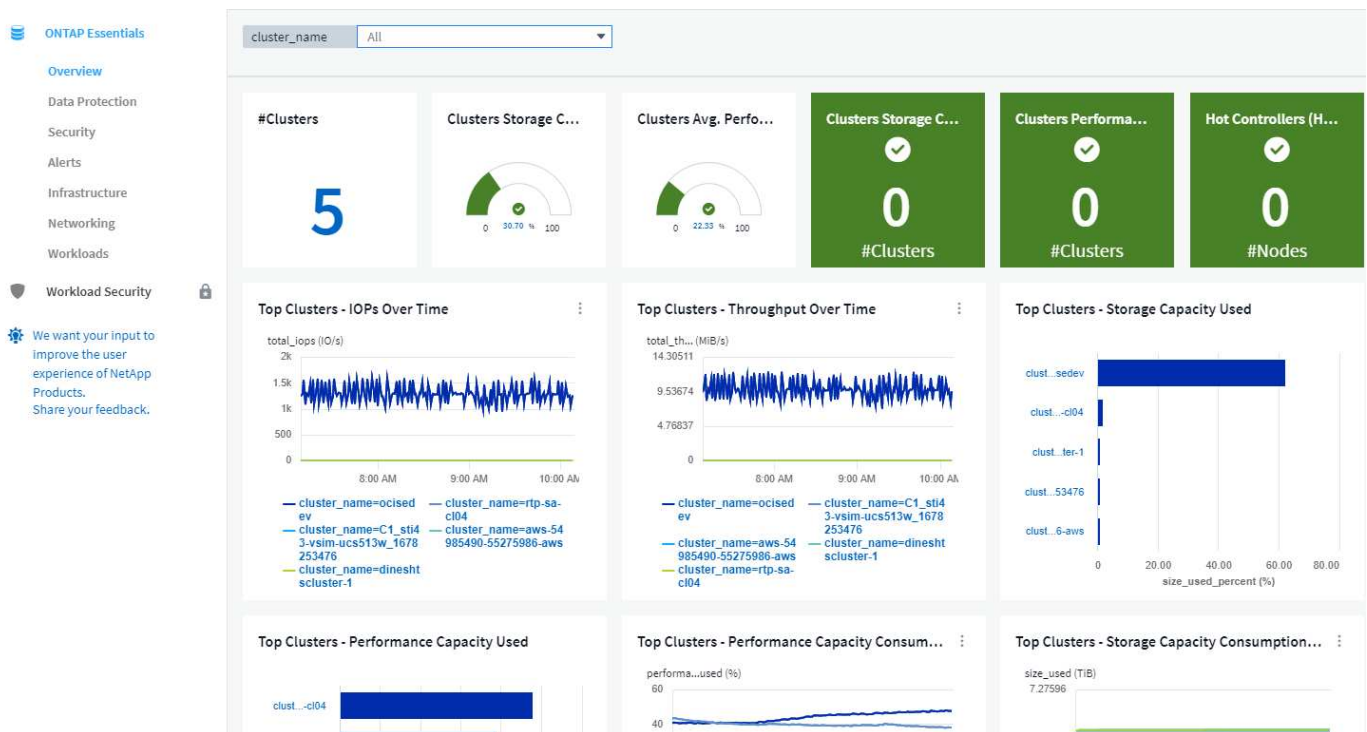 ONTAP Essentials
Overview
Data Protection
Security
Alerts
Infrastructure
Networking
Workloads
Workload Security
We want your input to
improve the user
experience of NetApp
Products.
Share your feedback.
cluster_name All
#Clusters
5
Clusters Storage C...
0 30.70 % 100
Clusters Avg. Perfo...
0 22.33 % 100
Clusters Storage C...
0
#Clusters
Clusters Performa...
0
#Clusters
Hot Controllers (H...
0
#Nodes
Top Clusters - IOPs Over Time
total_iops (IO/s)
2k
1.5k
1k
500
0
8:00 AM 9:00 AM 10:00 AM
cluster_name=ocised
ev
cluster_name=C1_sti4
3-vsim-ucs513w_1678
253476
cluster_name=dinesht
scluster-1
cluster_name=rtp-sa-
cl04
cluster_name=aws-54
985490-55275986-aws
Top Clusters - Throughput Over Time
total_th... (MiB/s)
14.30511
9.53674
4.76837
0
8:00 AM 9:00 AM 10:00 AM
cluster_name=ocised
ev
cluster_name=aws-54
985490-55275986-aws
cluster_name=rtp-sa-
cl04
cluster_name=C1_sti4
3-vsim-ucs513w_1678
253476
cluster_name=dinesht
scluster-1
Top Clusters - Storage Capacity Used
clust...sedev
clust...-cl04
clust...ter-1
clust...53476
clust...6-aws
0 20.00 40.00 60.00 80.00
size_used_percent (%)
Top Clusters - Performance Capacity Used
clust...-cl04
Top Clusters - Performance Capacity Consum...
performa...used (%)
60
40
Top Clusters - Storage Capacity Consumption...
size_used (TiB)
7.27596